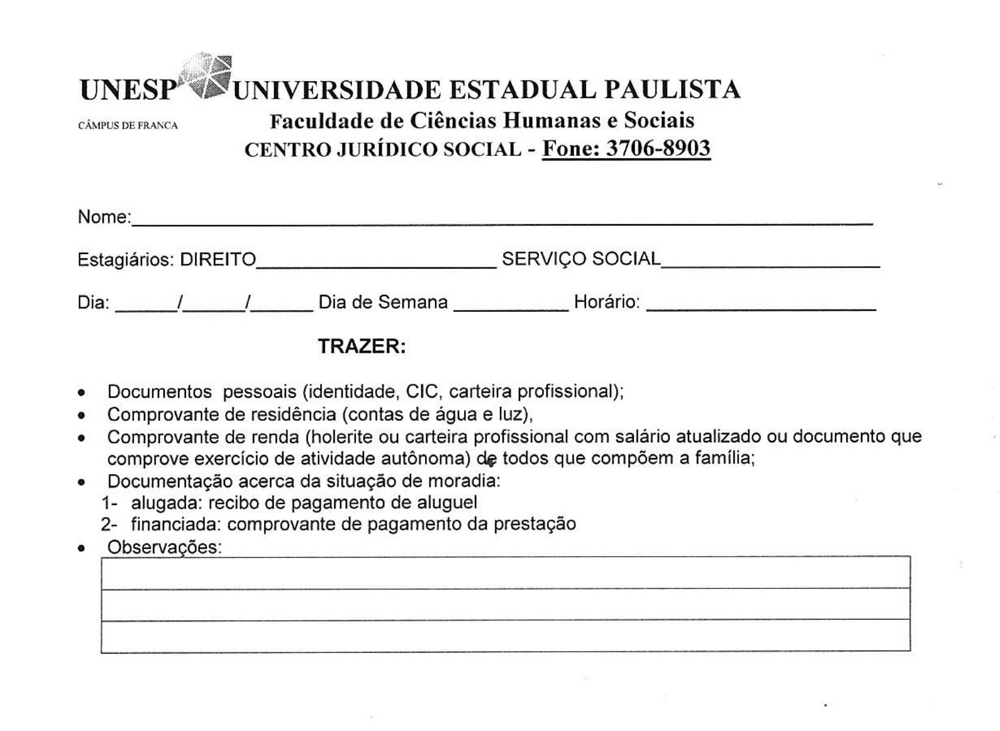 UNESP UNIVERSIDADE ESTADUAL PAULISTA
CÂMPUS DE FRANCA Faculdade de Ciências Humanas e Sociais
CENTRO JURÍDICO SOCIAL - Fone: 3706-8903
Nome:
Estagiários: DIREITO SERVIÇO SOCIAL
Dia: / / Dia de Semana Horário:
TRAZER:
• Documentos pessoais (identidade, CIC, carteira profissional);
• Comprovante de residência (contas de água e luz),
• Comprovante de renda (holerite ou carteira profissional com salário atualizado ou documento que
comprove exercício de atividade autônoma) de todos que compõem a família;
• Documentação acerca da situação de moradia:
1- alugada: recibo de pagamento de aluguel
2- financiada: comprovante de pagamento da prestação
• Observações: